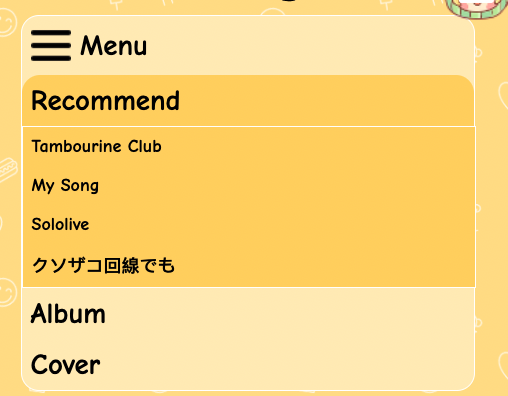 Menu
Recommend
Tambourine Club
My Song
Sololive
クソザコ回線でも
Album
Cover